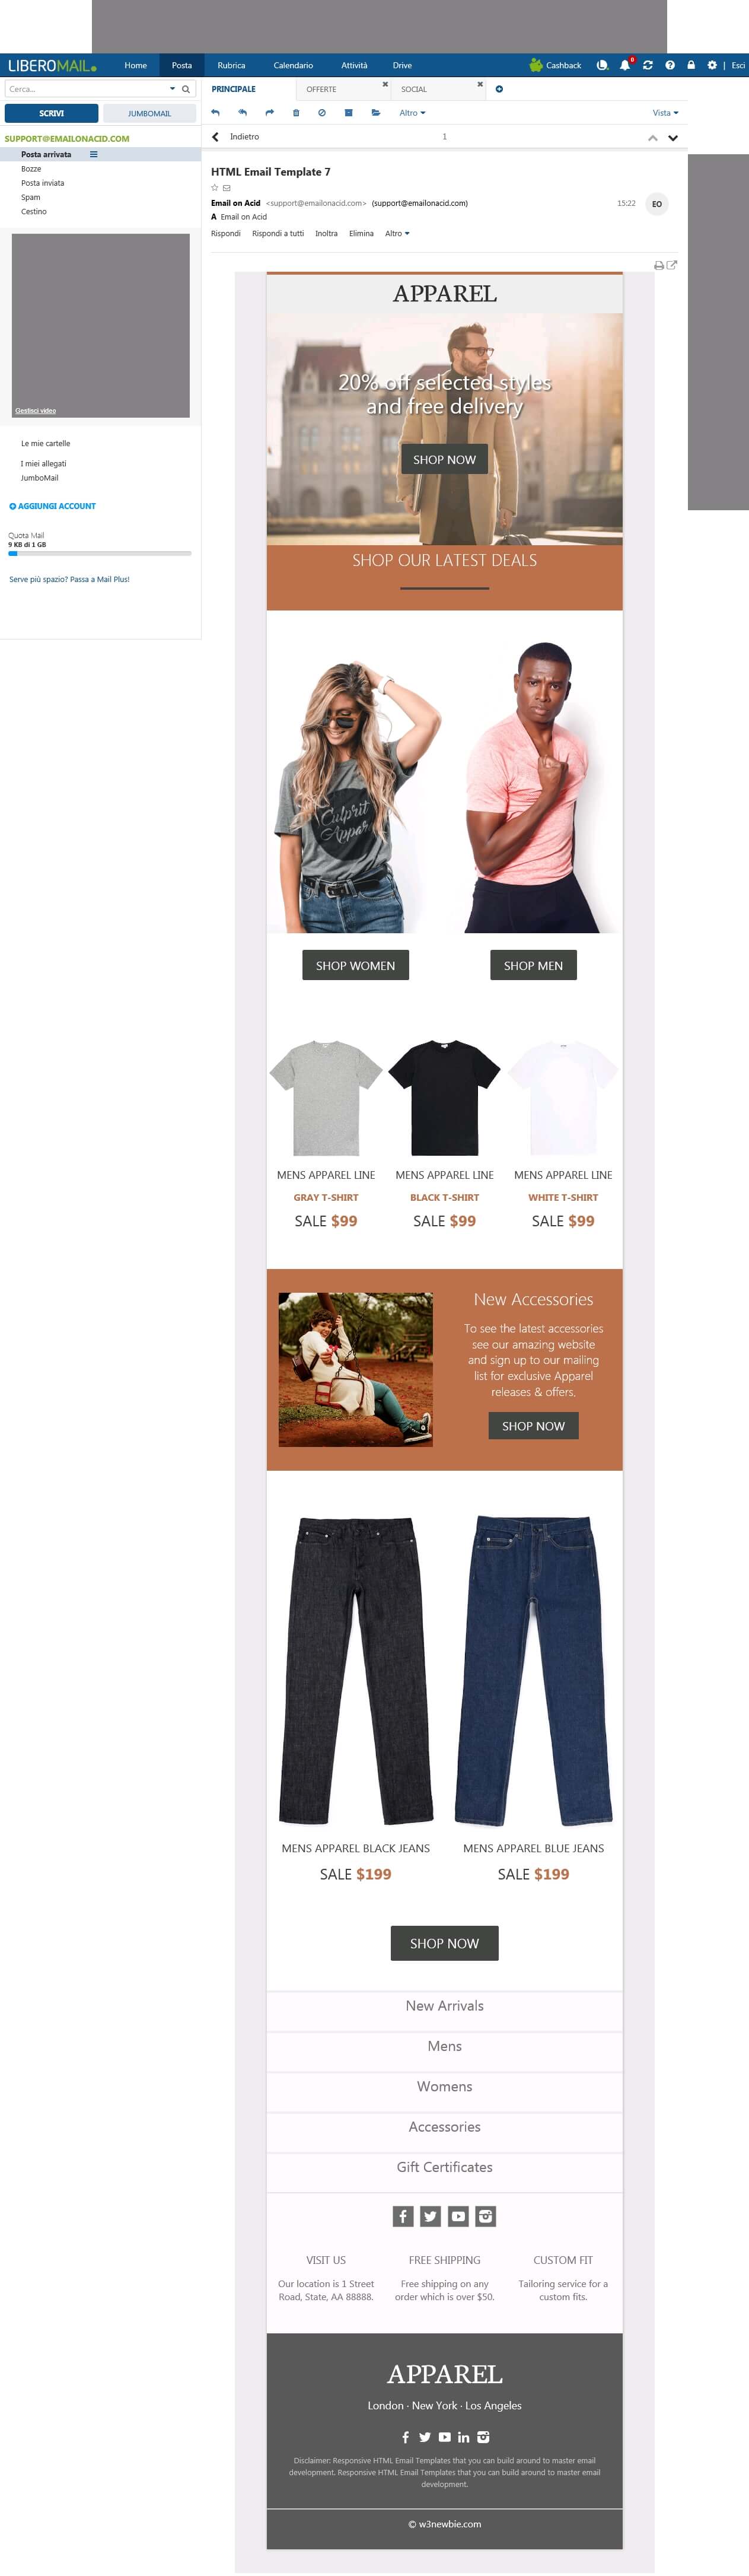 LIBEROMAIL
Home Posta Rubrica Calendario Attività Drive
Cashback 8 | Esci
Cerca...
SCRIVI JUMBOMAIL
SUPPORT@EMAILONACID.COM
Posta arrivata
Bozze
Posta inviata
Spam
Cestino
Gestisci video
Le mie cartelle
I miei allegati
JumboMail
AGGIUNGI ACCOUNT
Quota Mail
9 KB di 1 GB
Serve più spazio? Passa a Mail Plus!
PRINCIPALE OFFERTE SOCIAL
Altro Vista
Indietro 1
HTML Email Template 7
Email on Acid <support@emailonacid.com> (support@emailonacid.com) 15:22 EO
A Email on Acid
Rispondi Rispondi a tutti Inoltra Elimina Altro
APPAREL
20% off selected styles
and free delivery
SHOP NOW
SHOP OUR LATEST DEALS
Culprit
Appar
SHOP WOMEN SHOP MEN
MENS APPAREL LINE MENS APPAREL LINE MENS APPAREL LINE
GRAY T-SHIRT BLACK T-SHIRT WHITE T-SHIRT
SALE $99 SALE $99 SALE $99
New Accessories
To see the latest accessories
see our amazing website
and sign up to our mailing
list for exclusive Apparel
releases & offers.
SHOP NOW
MENS APPAREL BLACK JEANS MENS APPAREL BLUE JEANS
SALE $199 SALE $199
SHOP NOW
New Arrivals
Mens
Womens
Accessories
Gift Certificates
VISIT US FREE SHIPPING CUSTOM FIT
Our location is 1 Street Free shipping on any Tailoring service for a
Road, State, AA 88888. order which is over $50. custom fits.
APPAREL
London · New York · Los Angeles
Disclaimer: Responsive HTML Email Templates that you can build around to master email
development. Responsive HTML Email Templates that you can build around to master email
development.
© w3newbie.com